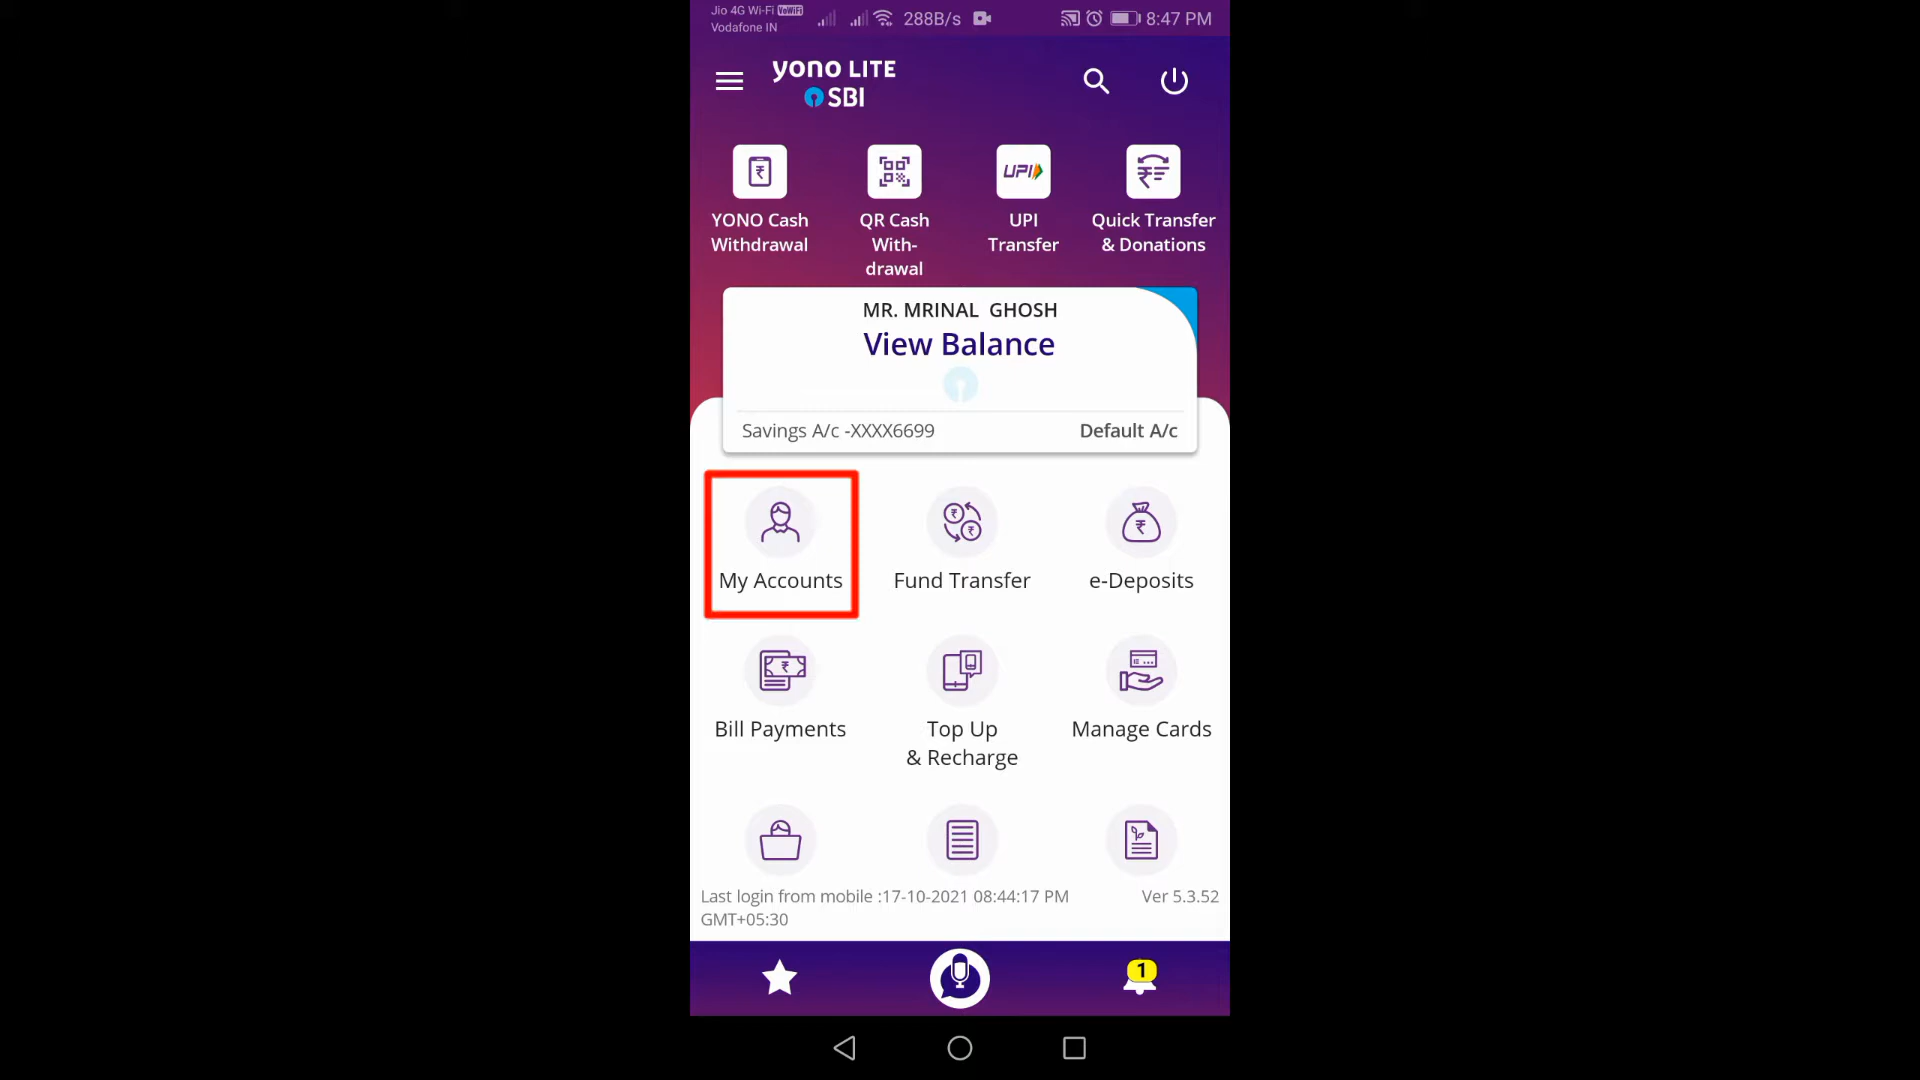 Jio 4G Wi-Fi VoWiFi
Vodafone IN
288B/s
8:47 PM
yono LITE
SBI
UPI
YONO Cash
Withdrawal
QR Cash
With-
drawal
UPI
Transfer
Quick Transfer
& Donations
MR. MRINAL GHOSH
View Balance
Savings A/c -XXXX6699
Default A/c
My Accounts
Fund Transfer
e-Deposits
Bill Payments
Top Up
& Recharge
Manage Cards
Last login from mobile :17-10-2021 08:44:17 PM
GMT+05:30
Ver 5.3.52
1